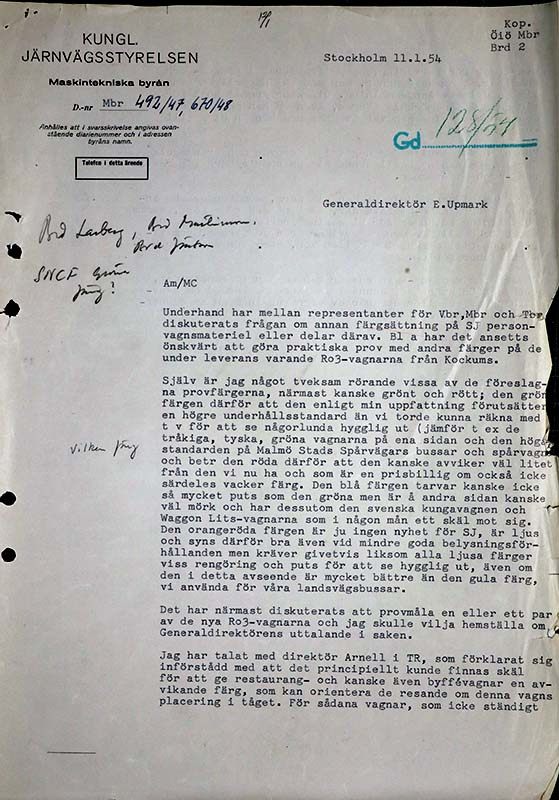 KUNGL.
JÄRNVÄGSSTYRELSEN
Maskintekniska byrån
D.-nr Mbr 492/47, 670/48
Anhålles att i svarsskrivelse angivas ovan-
stående diarienummer och i adressen
byråns namn.
Telefon i detta ärende
Kop.
Öiö Mbr
Brd 2
Stockholm 11.1.54
Gd 128/54
Generaldirektör E.Upmark
SNCF
färg?
Am/MC
Underhand har mellan representanter för Vbr,Mbr och Tbr
diskuterats frågan om annan färgsättning på SJ person-
vagnsmateriel eller delar därav. Bl a har det ansetts
önskvärt att göra praktiska prov med andra färger på de
under leverans varande Ro3-vagnarna från Kockums.
Själv är jag något tveksam rörande vissa av de föreslag-
na provfärgerna, närmast kanske grönt och rött; den grön
färgen därför att den enligt min uppfattning förutsätter
en högre underhållsstandard än vi torde kunna räkna med
t v för att se någorlunda hygglig ut (jämför t ex de
tråkiga, tyska, gröna vagnarna på ena sidan och den höga
standarden på Malmö Stads Spårvägars bussar och spårvagn
och betr den röda därför att den kanske avviker väl litet
från den vi nu ha och som är en prisbillig om också icke
särdeles vacker färg. Den blå färgen tarvar kanske icke
så mycket puts som den gröna men är å andra sidan kanske
väl mörk och har dessutom den svenska kungavagnen och
Waggon Lits-vagnarna som i någon mån ett skäl mot sig.
Den orangeröda färgen är ju ingen nyhet för SJ, är ljus
och syns därför bra även vid mindre goda belysningsför-
hållanden men kräver givetvis liksom alla ljusa färger
viss rengöring och puts för att se hygglig ut, även om
den i detta avseende är mycket bättre än den gula färg,
vi använda för våra landsvägsbussar.
Vilken färg
Det har närmast diskuterats att provmåla en eller ett par
av de nya Ro3-vagnarna och jag skulle vilja hemställa om
Generaldirektörens uttalande i saken.
Jag har talat med direktör Arnell i TR, som förklarat sig
införstådd med att det principiellt kunde finnas skäl
för att ge restaurang- och kanske även byffévagnar en av-
vikande färg, som kan orientera de resande om denna vagns
placering i tåget. För sådana vagnar, som icke ständigt